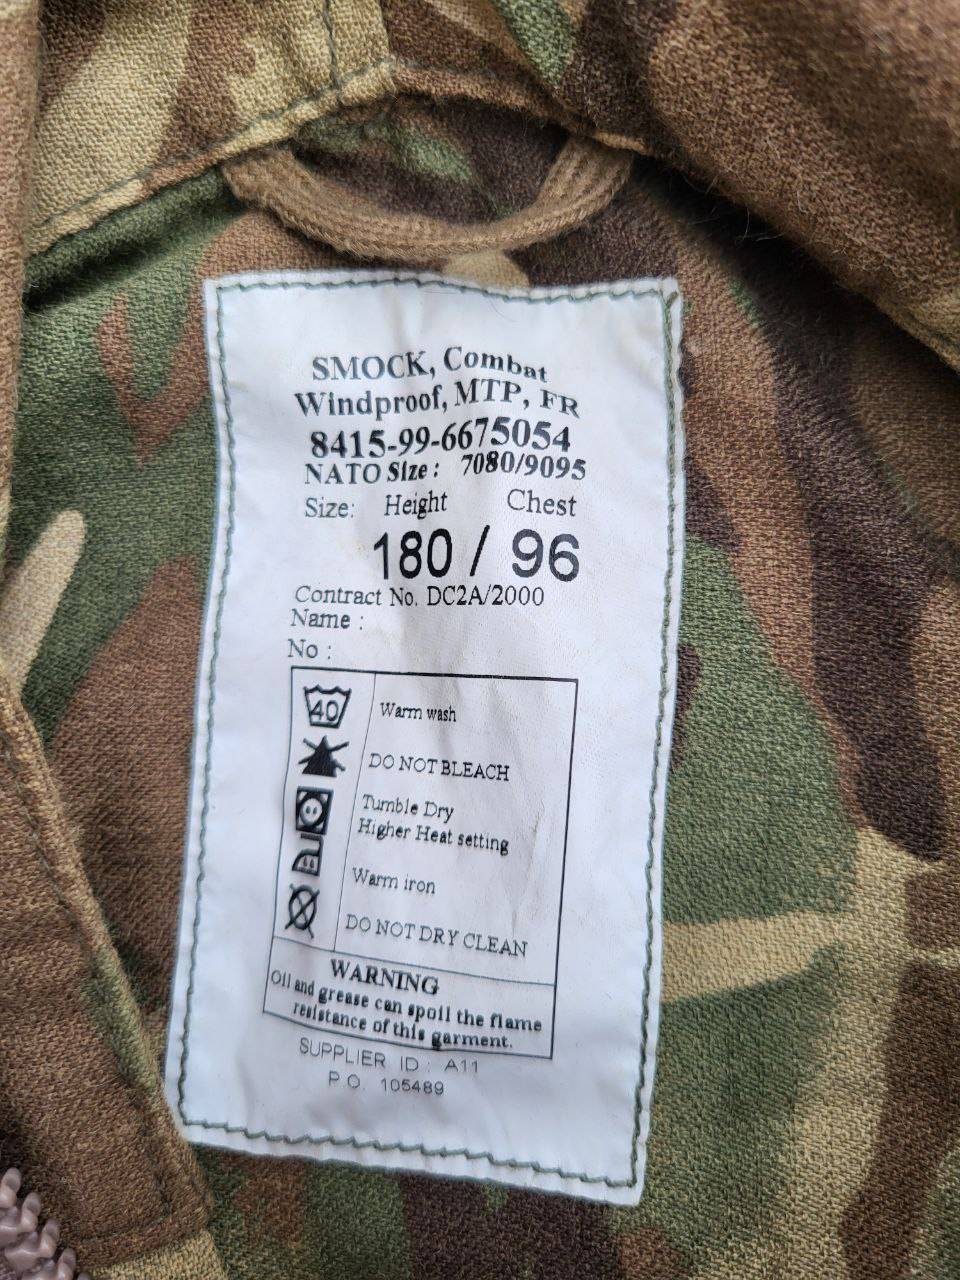 SMOCK, Combat
Windproof, MTP, FR
8415-99-6675054
NATO Size : 7080/9095
Size: Height Chest
180 / 96
Contract No. DC2A/2000
Name :
No :
40 Warm wash
DO NOT BLEACH
Tumble Dry
Higher Heat setting
Warm iron
DO NOT DRY CLEAN
WARNING
Oil and grease can spoil the flame
resistance of this garment.
SUPPLIER ID : A11
P O. 105489